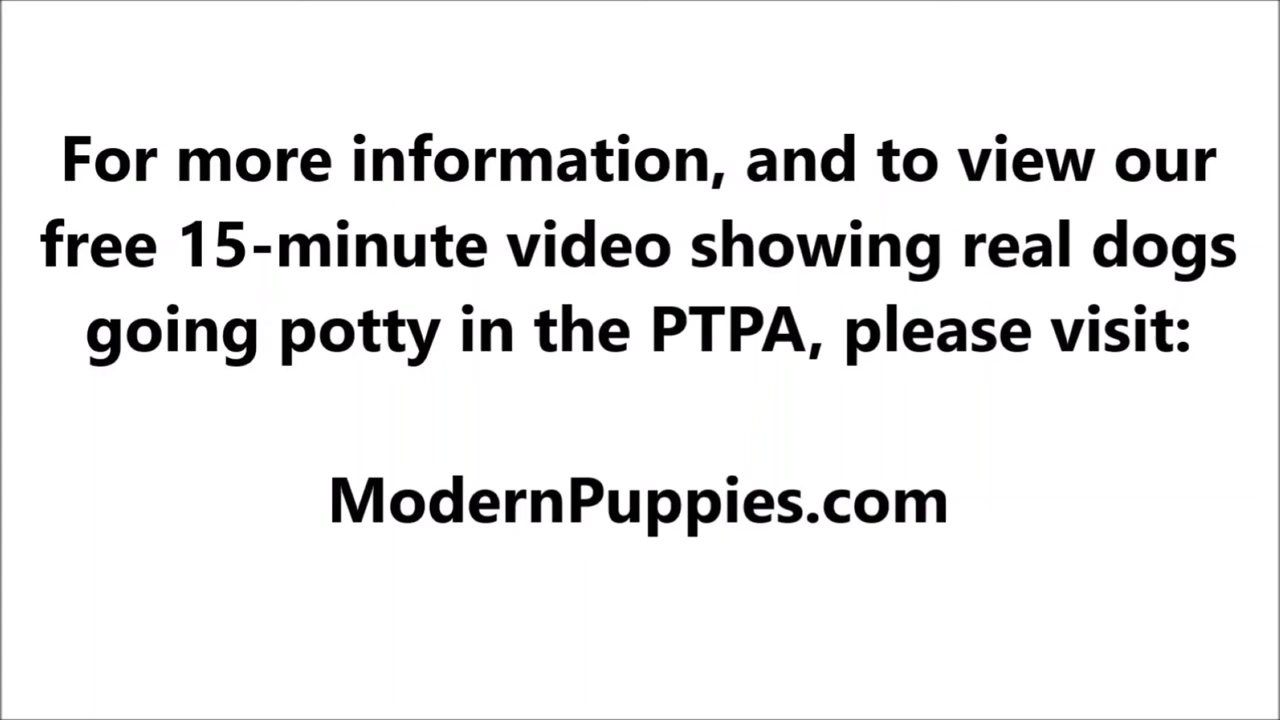 For more information, and to view our
free 15-minute video showing real dogs
going potty in the PTPA, please visit:
ModernPuppies.com